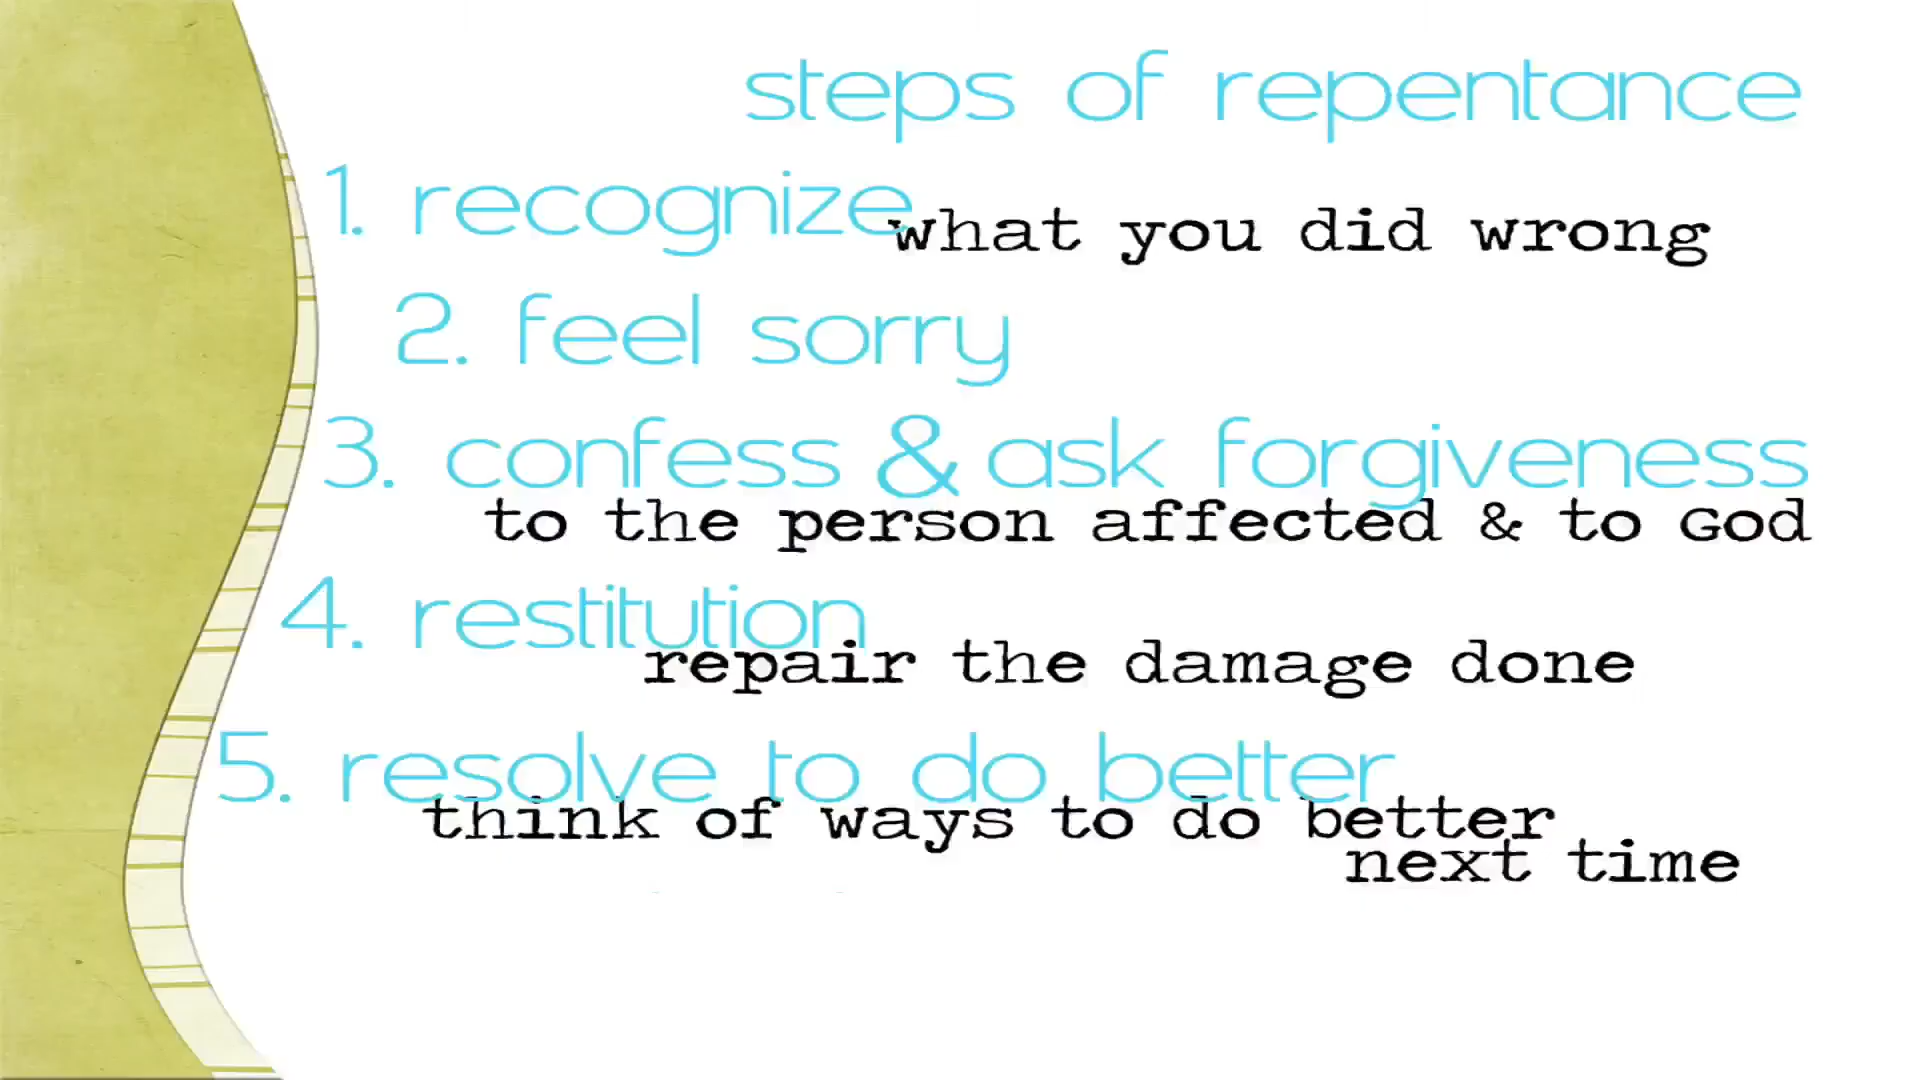 steps of repentance
1. recognize
what you did wrong
2. feel sorry
3. confess & ask forgiveness
to the person affected & to God
4. restitution
repair the damage done
5. resolve to do better
think of ways to do better
next time